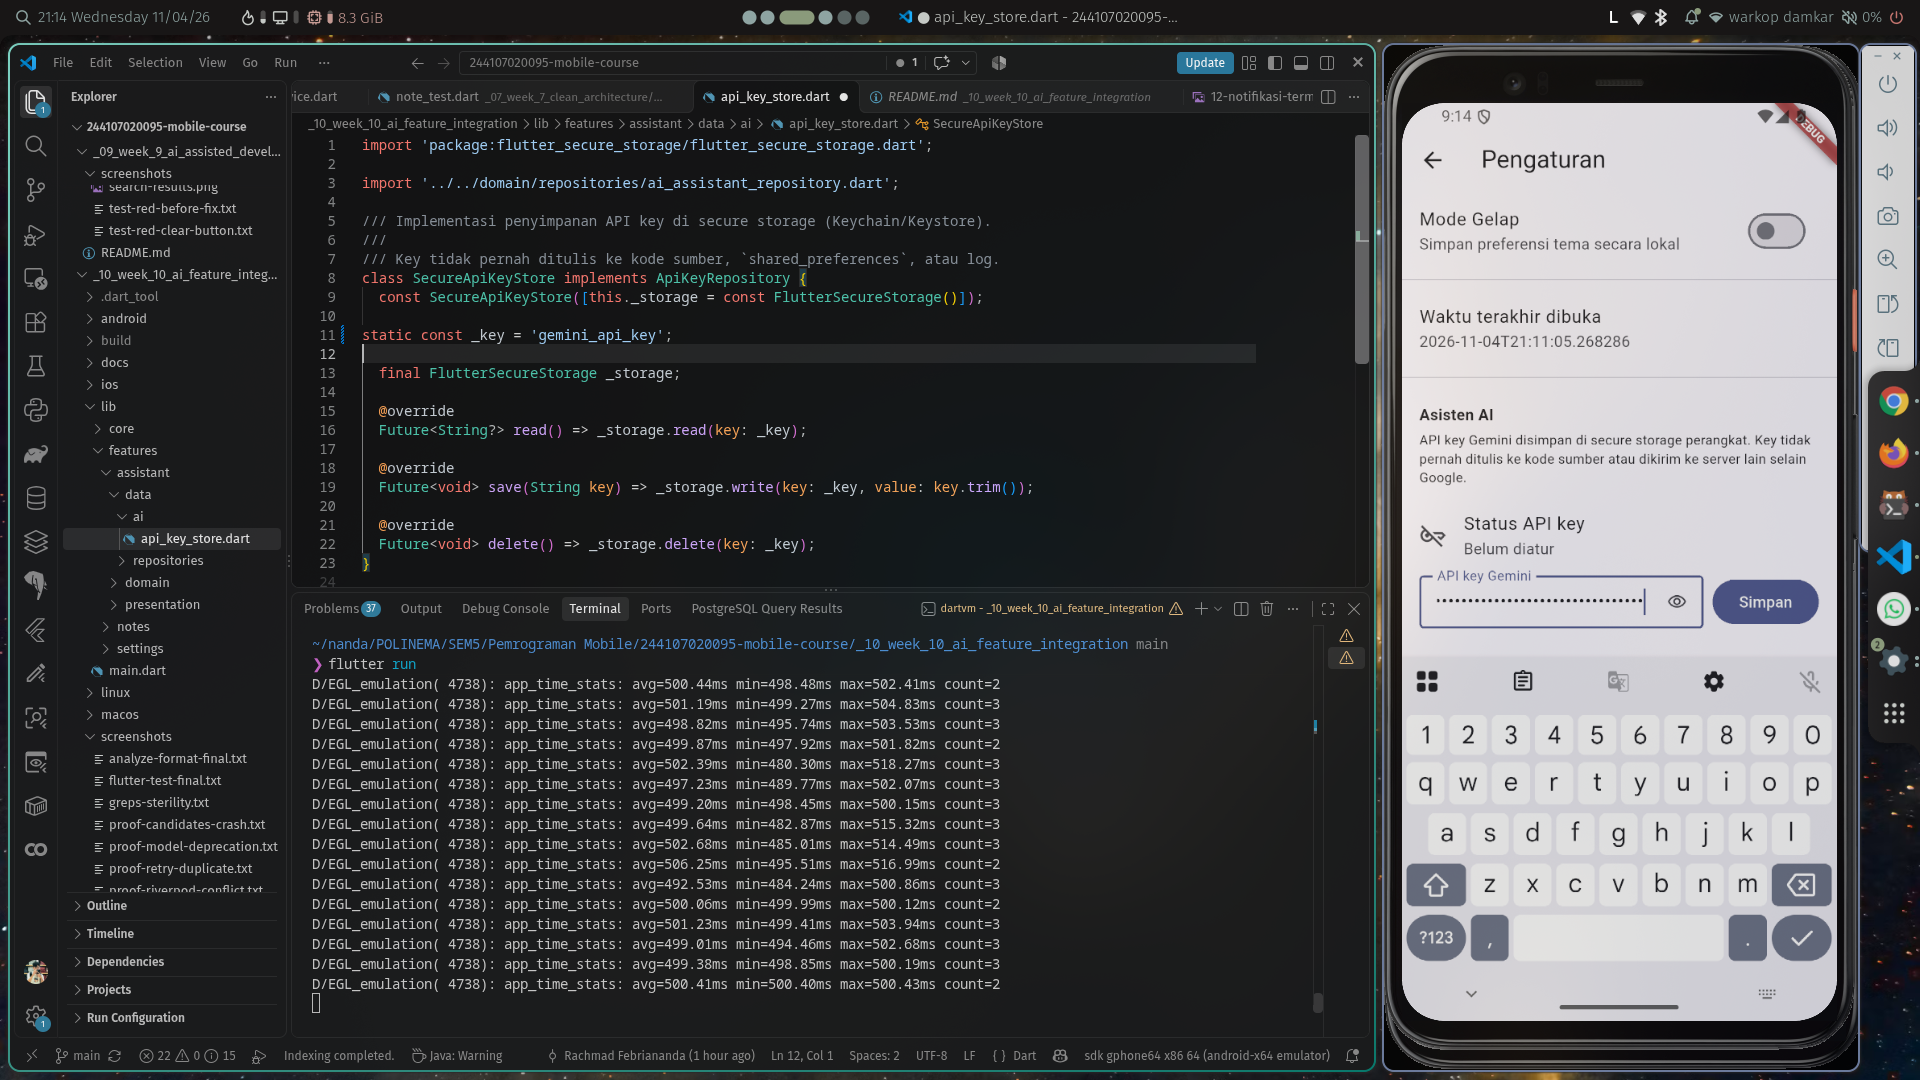 21:14 Wednesday 11/04/26
8.3 GiB
api_key_store.dart - 244107020095-...
L
warkop damkar
0%
File Edit Selection View Go Run ...
244107020095-mobile-course
1
Update
Explorer
244107020095-mobile-course
_09_week_9_ai_assisted_devel...
screenshots
search-results.png
test-red-before-fix.txt
test-red-clear-button.txt
README.md
_10_week_10_ai_feature_integ...
.dart_tool
android
build
docs
ios
lib
core
features
assistant
data
ai
api_key_store.dart
repositories
domain
presentation
notes
settings
main.dart
linux
macos
screenshots
analyze-format-final.txt
flutter-test-final.txt
greps-sterility.txt
proof-candidates-crash.txt
proof-model-deprecation.txt
proof-retry-duplicate.txt
proof-riverpod-conflict.txt
Outline
Timeline
Dependencies
Projects
Run Configuration
vice.dart
note_test.dart _07_week_7_clean_architecture/...
api_key_store.dart
README.md _10_week_10_ai_feature_integration
12-notifikasi-term
_10_week_10_ai_feature_integration > lib > features > assistant > data > ai > api_key_store.dart > SecureApiKeyStore
1 import 'package:flutter_secure_storage/flutter_secure_storage.dart';
2
3 import '../../domain/repositories/ai_assistant_repository.dart';
4
5 /// Implementasi penyimpanan API key di secure storage (Keychain/Keystore).
6 ///
7 /// Key tidak pernah ditulis ke kode sumber, `shared_preferences`, atau log.
8 class SecureApiKeyStore implements ApiKeyRepository {
9 const SecureApiKeyStore([this._storage = const FlutterSecureStorage()]);
10
11 static const _key = 'gemini_api_key';
12
13 final FlutterSecureStorage _storage;
14
15 @override
16 Future<String?> read() => _storage.read(key: _key);
17
18 @override
19 Future<void> save(String key) => _storage.write(key: _key, value: key.trim());
20
21 @override
22 Future<void> delete() => _storage.delete(key: _key);
23 }
24
Problems 37 Output Debug Console Terminal Ports PostgreSQL Query Results
dartvm - _10_week_10_ai_feature_integration
~/nanda/POLINEMA/SEM5/Pemrograman Mobile/244107020095-mobile-course/_10_week_10_ai_feature_integration main
❯ flutter run
D/EGL_emulation( 4738): app_time_stats: avg=500.44ms min=498.48ms max=502.41ms count=2
D/EGL_emulation( 4738): app_time_stats: avg=501.19ms min=499.27ms max=504.83ms count=3
D/EGL_emulation( 4738): app_time_stats: avg=498.82ms min=495.74ms max=503.53ms count=3
D/EGL_emulation( 4738): app_time_stats: avg=499.87ms min=497.92ms max=501.82ms count=2
D/EGL_emulation( 4738): app_time_stats: avg=502.39ms min=480.30ms max=518.27ms count=3
D/EGL_emulation( 4738): app_time_stats: avg=497.23ms min=489.77ms max=502.07ms count=3
D/EGL_emulation( 4738): app_time_stats: avg=499.20ms min=498.45ms max=500.15ms count=3
D/EGL_emulation( 4738): app_time_stats: avg=499.64ms min=482.87ms max=515.32ms count=3
D/EGL_emulation( 4738): app_time_stats: avg=502.68ms min=485.01ms max=514.49ms count=3
D/EGL_emulation( 4738): app_time_stats: avg=506.25ms min=495.51ms max=516.99ms count=2
D/EGL_emulation( 4738): app_time_stats: avg=492.53ms min=484.24ms max=500.86ms count=3
D/EGL_emulation( 4738): app_time_stats: avg=500.06ms min=499.99ms max=500.12ms count=2
D/EGL_emulation( 4738): app_time_stats: avg=501.23ms min=499.41ms max=503.94ms count=3
D/EGL_emulation( 4738): app_time_stats: avg=499.01ms min=494.46ms max=502.68ms count=3
D/EGL_emulation( 4738): app_time_stats: avg=499.38ms min=498.85ms max=500.19ms count=3
D/EGL_emulation( 4738): app_time_stats: avg=500.41ms min=500.40ms max=500.43ms count=2
main 22 0 15 Indexing completed. Java: Warning Rachmad Febriananda (1 hour ago) Ln 12, Col 1 Spaces: 2 UTF-8 LF { } Dart sdk gphone64 x86 64 (android-x64 emulator)
9:14
DEBUG
Pengaturan
Mode Gelap
Simpan preferensi tema secara lokal
Waktu terakhir dibuka
2026-11-04T21:11:05.268286
Asisten AI
API key Gemini disimpan di secure storage perangkat. Key tidak
pernah ditulis ke kode sumber atau dikirim ke server lain selain
Google.
Status API key
Belum diatur
API key Gemini
Simpan
1 2 3 4 5 6 7 8 9 0
q w e r t y u i o p
a s d f g h j k l
z x c v b n m
?123 , .
2